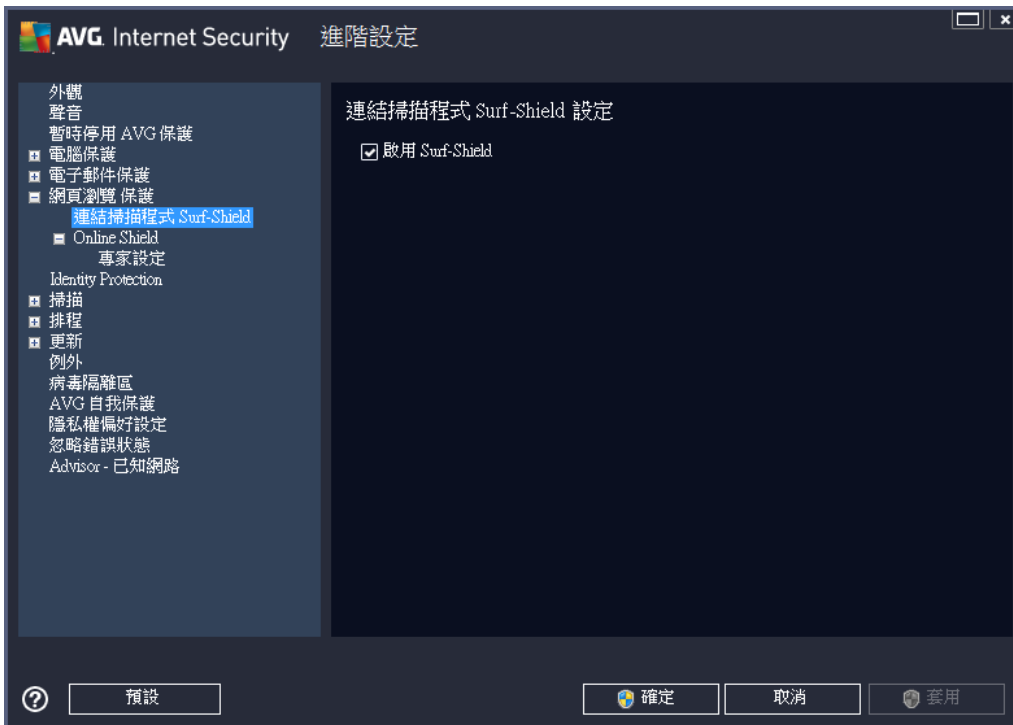 AVG. Internet Security 進階設定
外觀
聲音
暫時停用 AVG 保護
電腦保護
電子郵件保護
網頁瀏覽 保護
連結掃描程式 Surf-Shield
Online Shield
專家設定
Identity Protection
掃描
排程
更新
例外
病毒隔離區
AVG 自我保護
隱私權偏好設定
忽略錯誤狀態
Advisor - 已知網路
連結掃描程式 Surf-Shield 設定
啟用 Surf-Shield
預設
確定
取消
套用